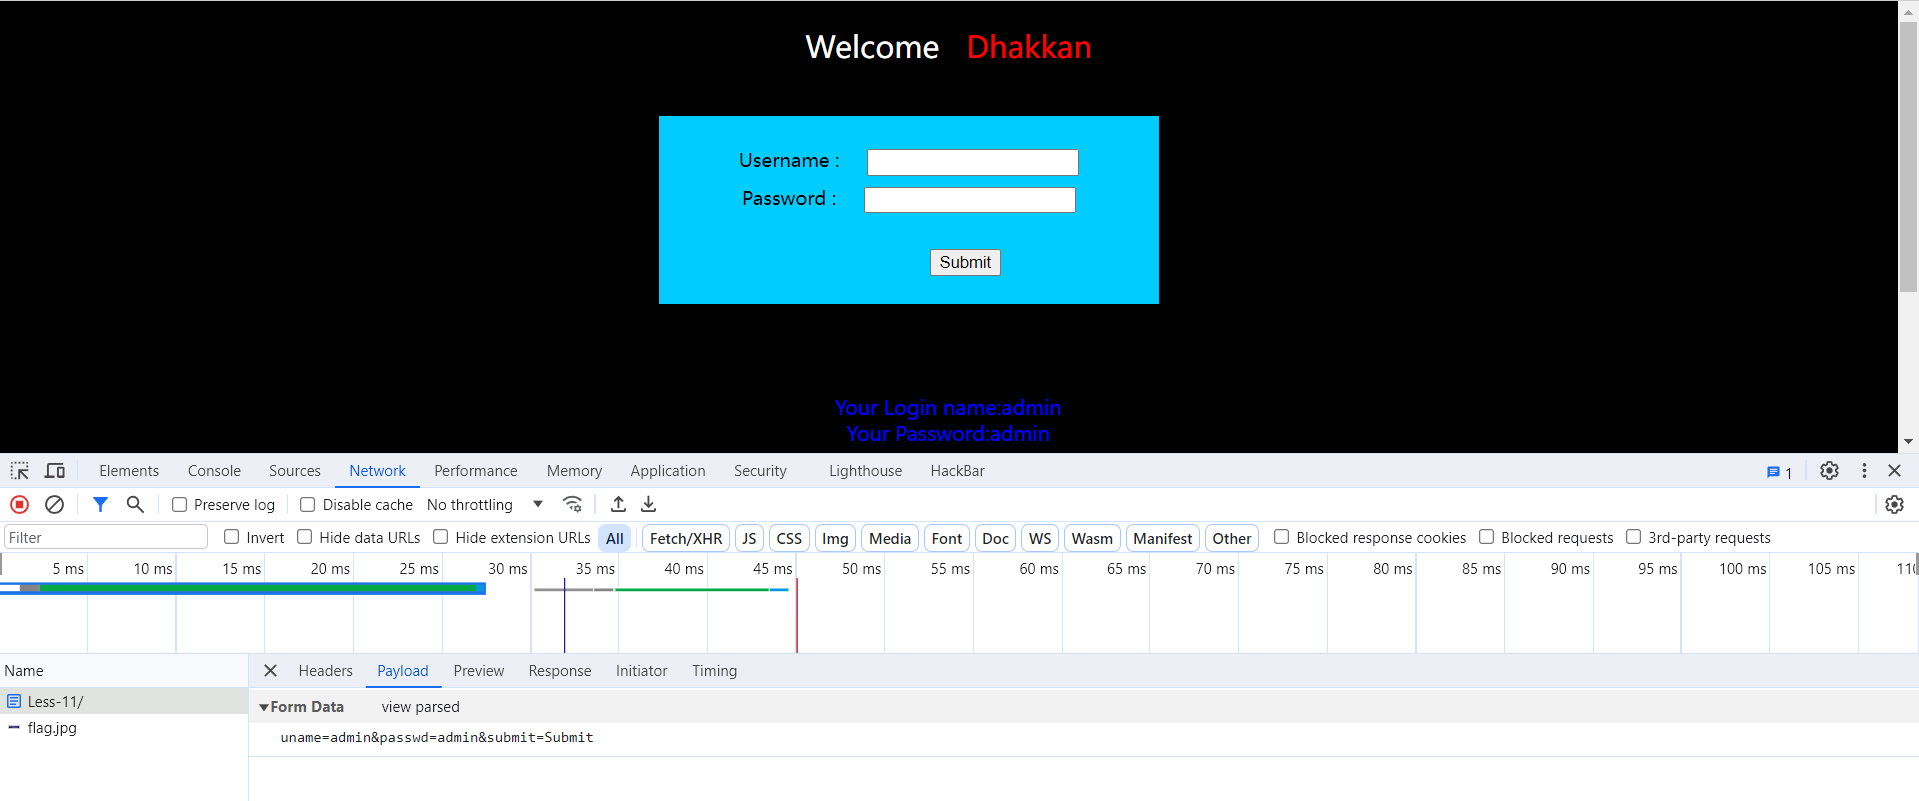 Welcome Dhakkan
Username :
Password :
Submit
Your Login name:admin
Your Password:admin
Elements Console Sources Network Performance Memory Application Security Lighthouse HackBar 1
Preserve log Disable cache No throttling
Filter Invert Hide data URLs Hide extension URLs All Fetch/XHR JS CSS Img Media Font Doc WS Wasm Manifest Other Blocked response cookies Blocked requests 3rd-party requests
5 ms 10 ms 15 ms 20 ms 25 ms 30 ms 35 ms 40 ms 45 ms 50 ms 55 ms 60 ms 65 ms 70 ms 75 ms 80 ms 85 ms 90 ms 95 ms 100 ms 105 ms
Name Headers Payload Preview Response Initiator Timing
Less-11/
Form Data view parsed
flag.jpg
uname=admin&passwd=admin&submit=Submit